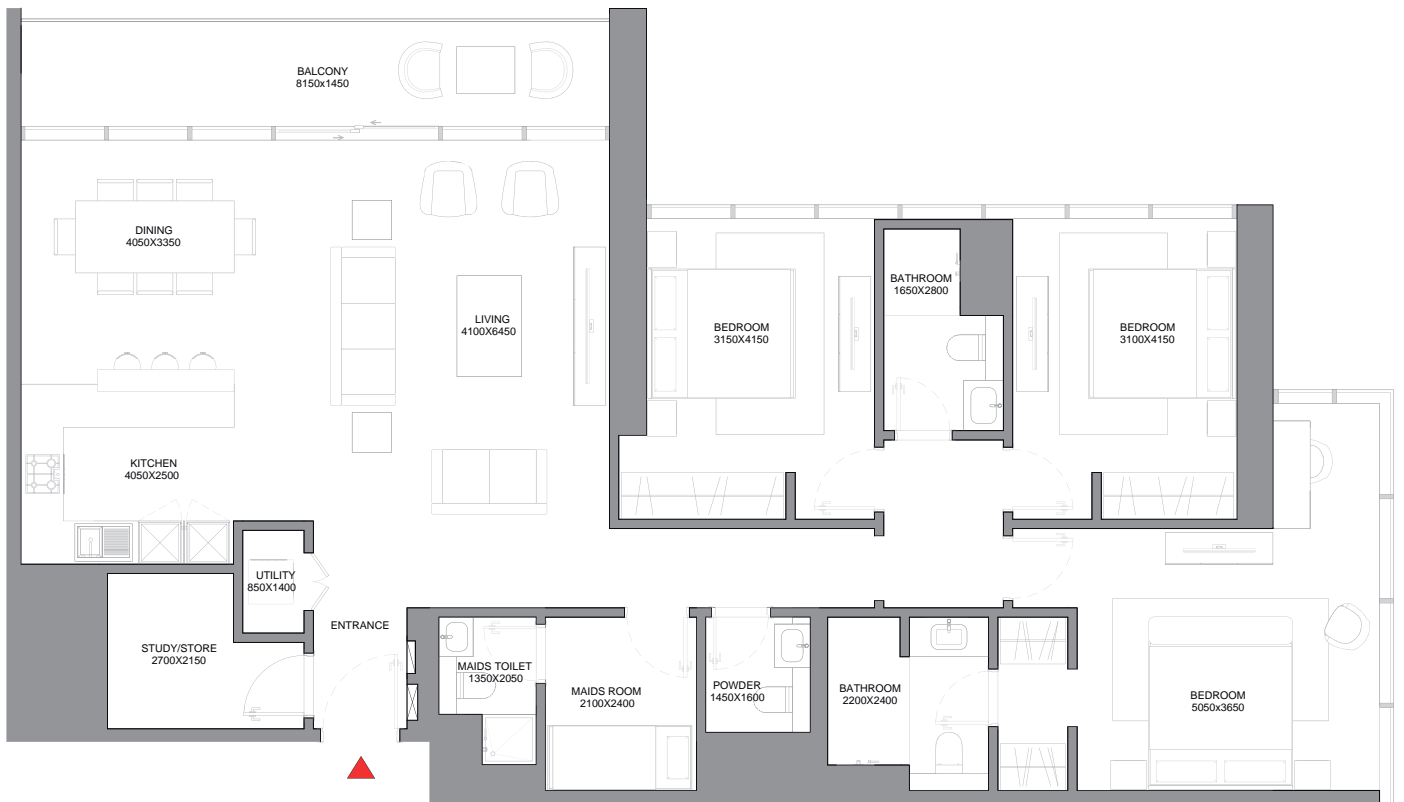 BALCONY
8150x1450
DINING
4050X3350
LIVING
4100X6450
BEDROOM
3150X4150
BATHROOM
1650X2800
BEDROOM
3100X4150
KITCHEN
4050X2500
UTILITY
850X1400
ENTRANCE
STUDY/STORE
2700X2150
MAIDS TOILET
1350X2050
MAIDS ROOM
2100X2400
POWDER
1450X1600
BATHROOM
2200X2400
BEDROOM
5050x3650